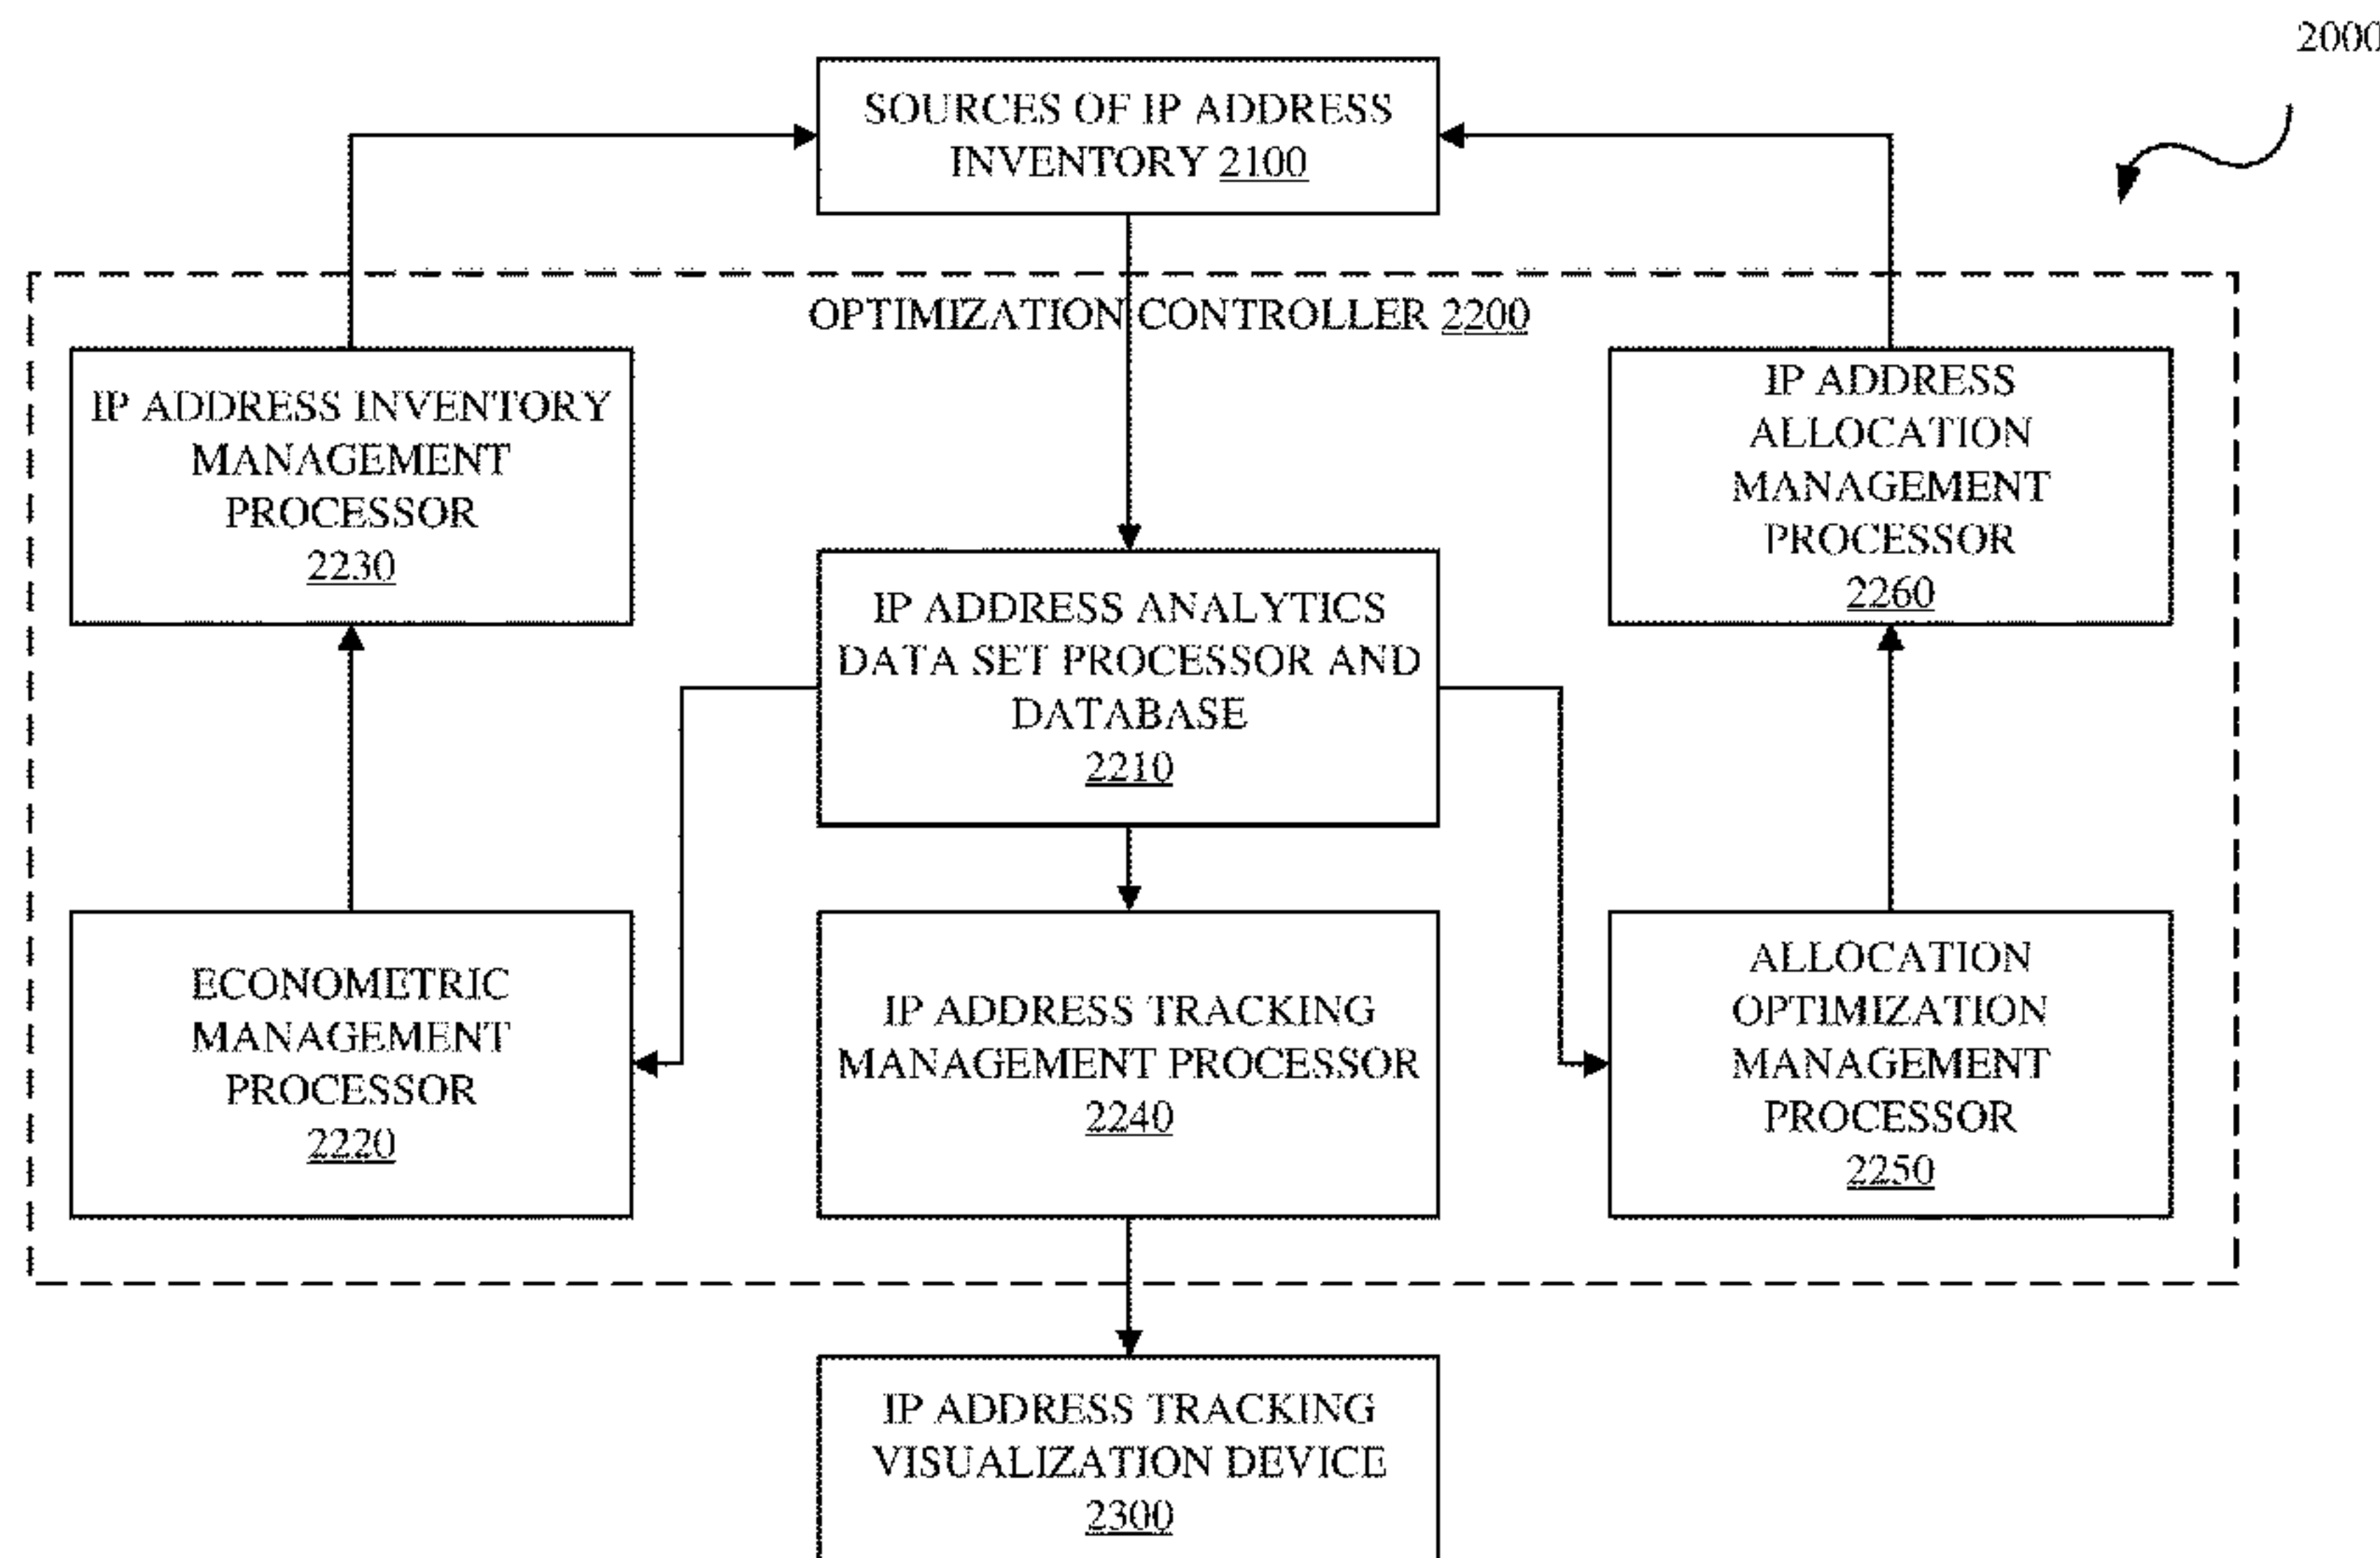 2000
SOURCES OF IP ADDRESS
INVENTORY 2100
OPTIMIZATION CONTROLLER 2200
IP ADDRESS INVENTORY
MANAGEMENT
PROCESSOR
2230
IP ADDRESS
ALLOCATION
MANAGEMENT
PROCESSOR
2260
IP ADDRESS ANALYTICS
DATA SET PROCESSOR AND
DATABASE
2210
ECONOMETRIC
MANAGEMENT
PROCESSOR
2220
IP ADDRESS TRACKING
MANAGEMENT PROCESSOR
2240
ALLOCATION
OPTIMIZATION
MANAGEMENT
PROCESSOR
2250
IP ADDRESS TRACKING
VISUALIZATION DEVICE
2300